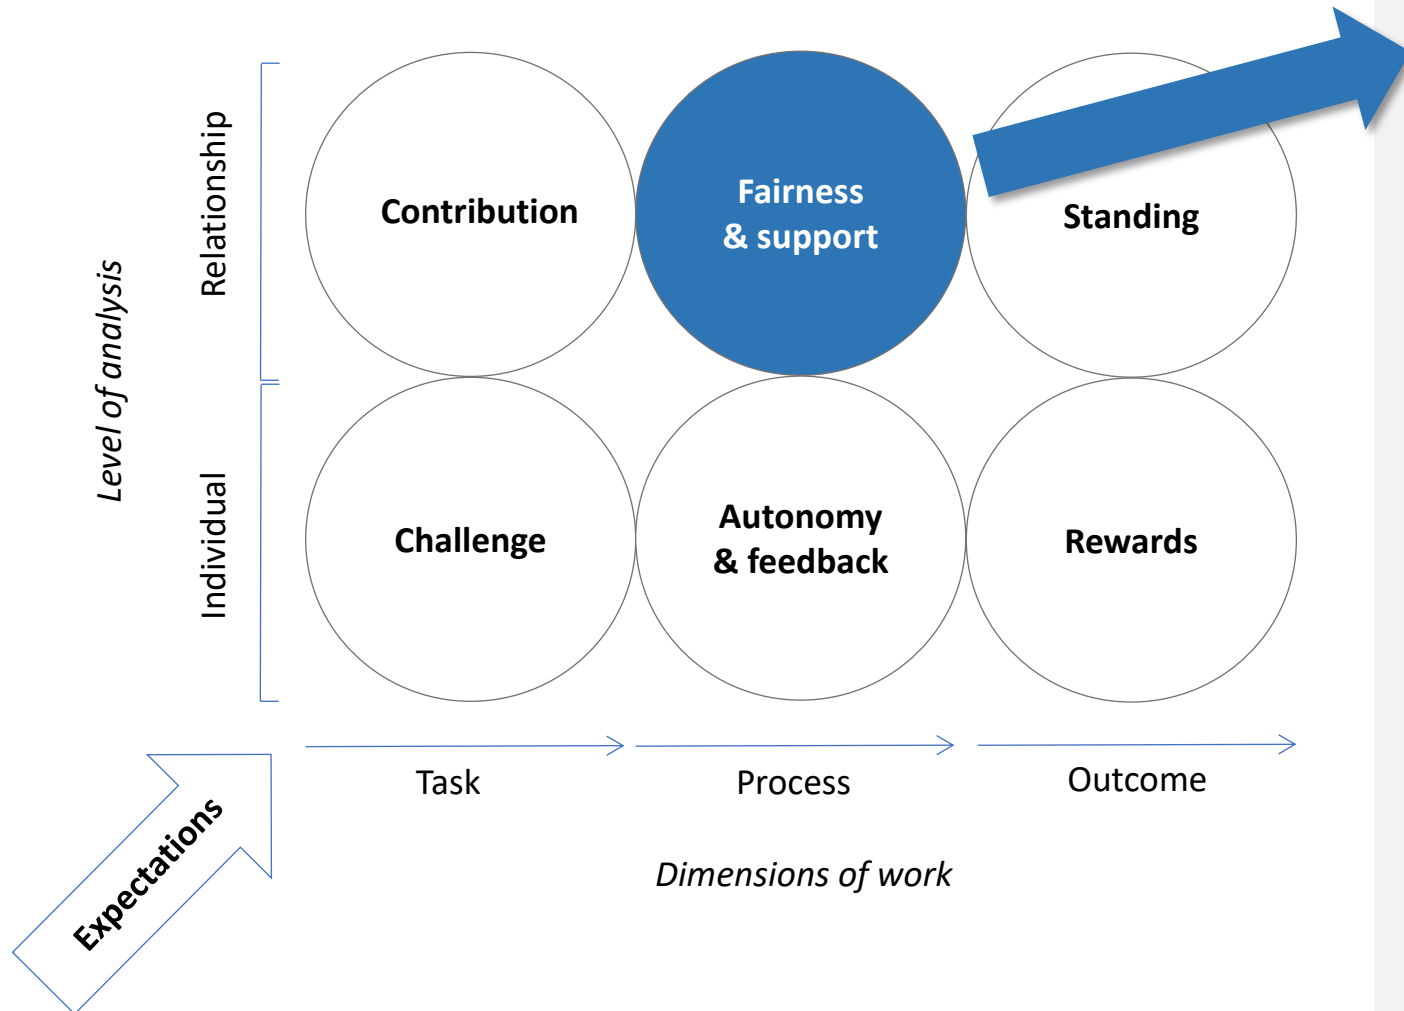 Level of analysis
Relationship
Individual
Contribution
Fairness
& support
Standing
Challenge
Autonomy
& feedback
Rewards
Task
Process
Outcome
Dimensions of work
Expectations